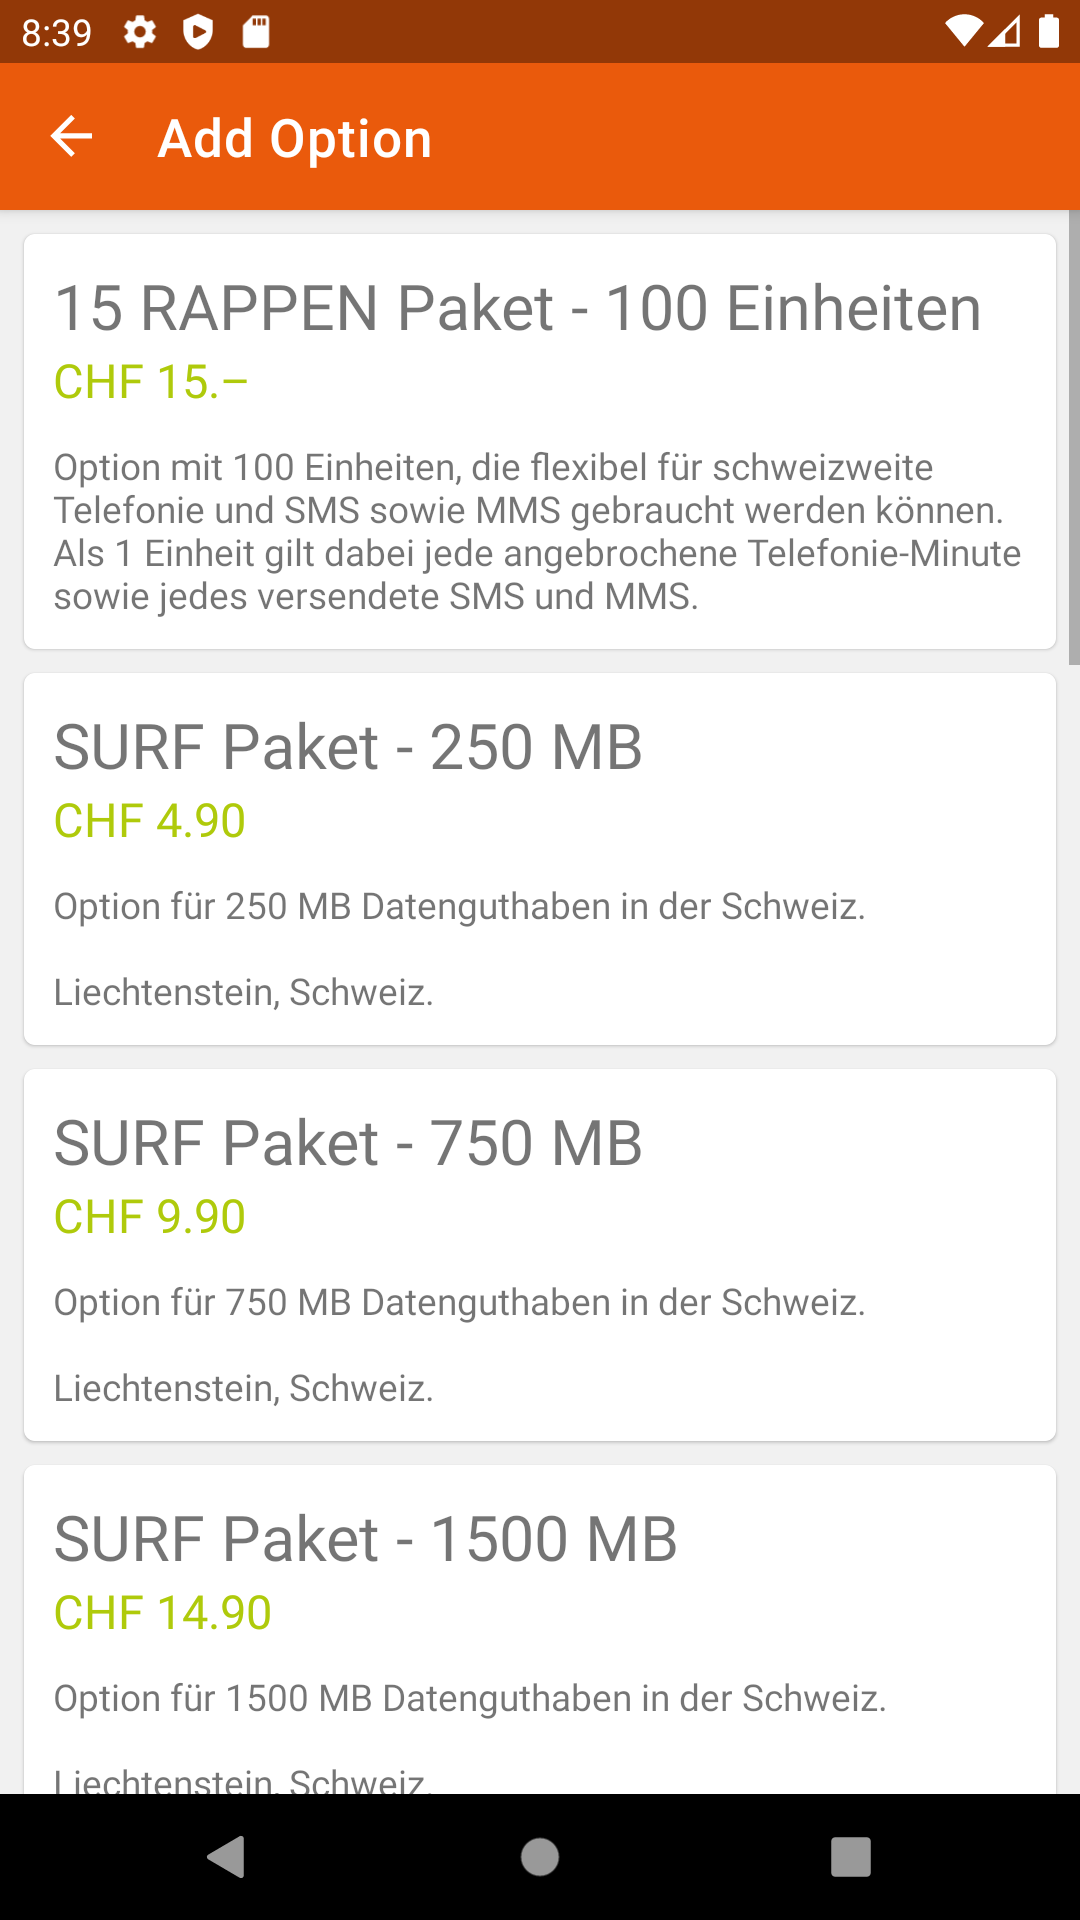 8:39
Add Option
15 RAPPEN Paket - 100 Einheiten
CHF 15.–
Option mit 100 Einheiten, die flexibel für schweizweite
Telefonie und SMS sowie MMS gebraucht werden können.
Als 1 Einheit gilt dabei jede angebrochene Telefonie-Minute
sowie jedes versendete SMS und MMS.
SURF Paket - 250 MB
CHF 4.90
Option für 250 MB Datenguthaben in der Schweiz.
Liechtenstein, Schweiz.
SURF Paket - 750 MB
CHF 9.90
Option für 750 MB Datenguthaben in der Schweiz.
Liechtenstein, Schweiz.
SURF Paket - 1500 MB
CHF 14.90
Option für 1500 MB Datenguthaben in der Schweiz.
Liechtenstein, Schweiz.